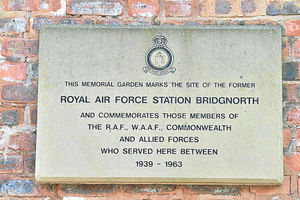 THIS MEMORIAL GARDEN MARKS THE SITE OF THE FORMER
ROYAL AIR FORCE STATION BRIDGNORTH
AND COMMEMORATES THOSE MEMBERS OF
THE R.A.F., W.A.A.F., COMMONWEALTH
AND ALLIED FORCES
WHO SERVED HERE BETWEEN
1939 - 1963